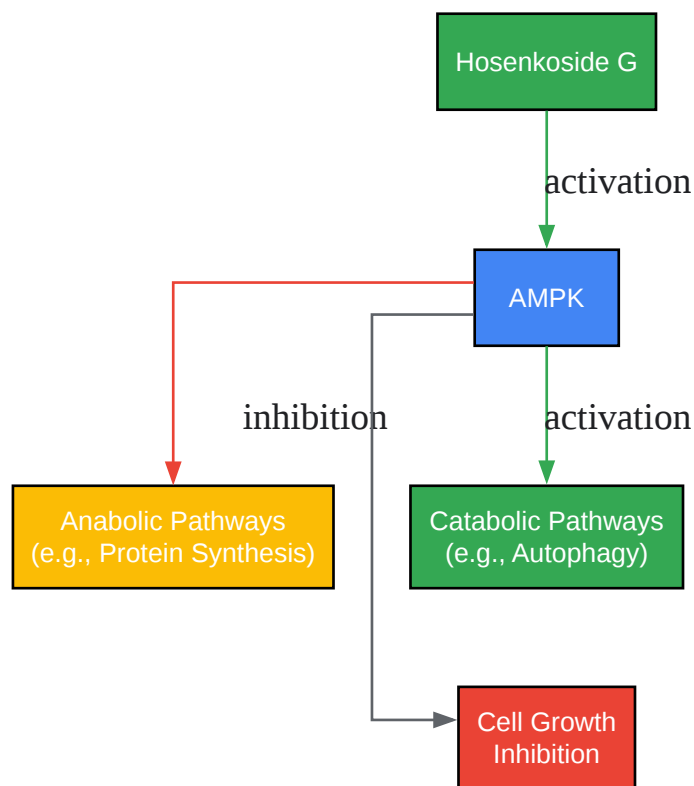 Hosenkoside G
activation
AMPK
inhibition
activation
Anabolic Pathways
(e.g., Protein Synthesis)
Catabolic Pathways
(e.g., Autophagy)
Cell Growth
Inhibition